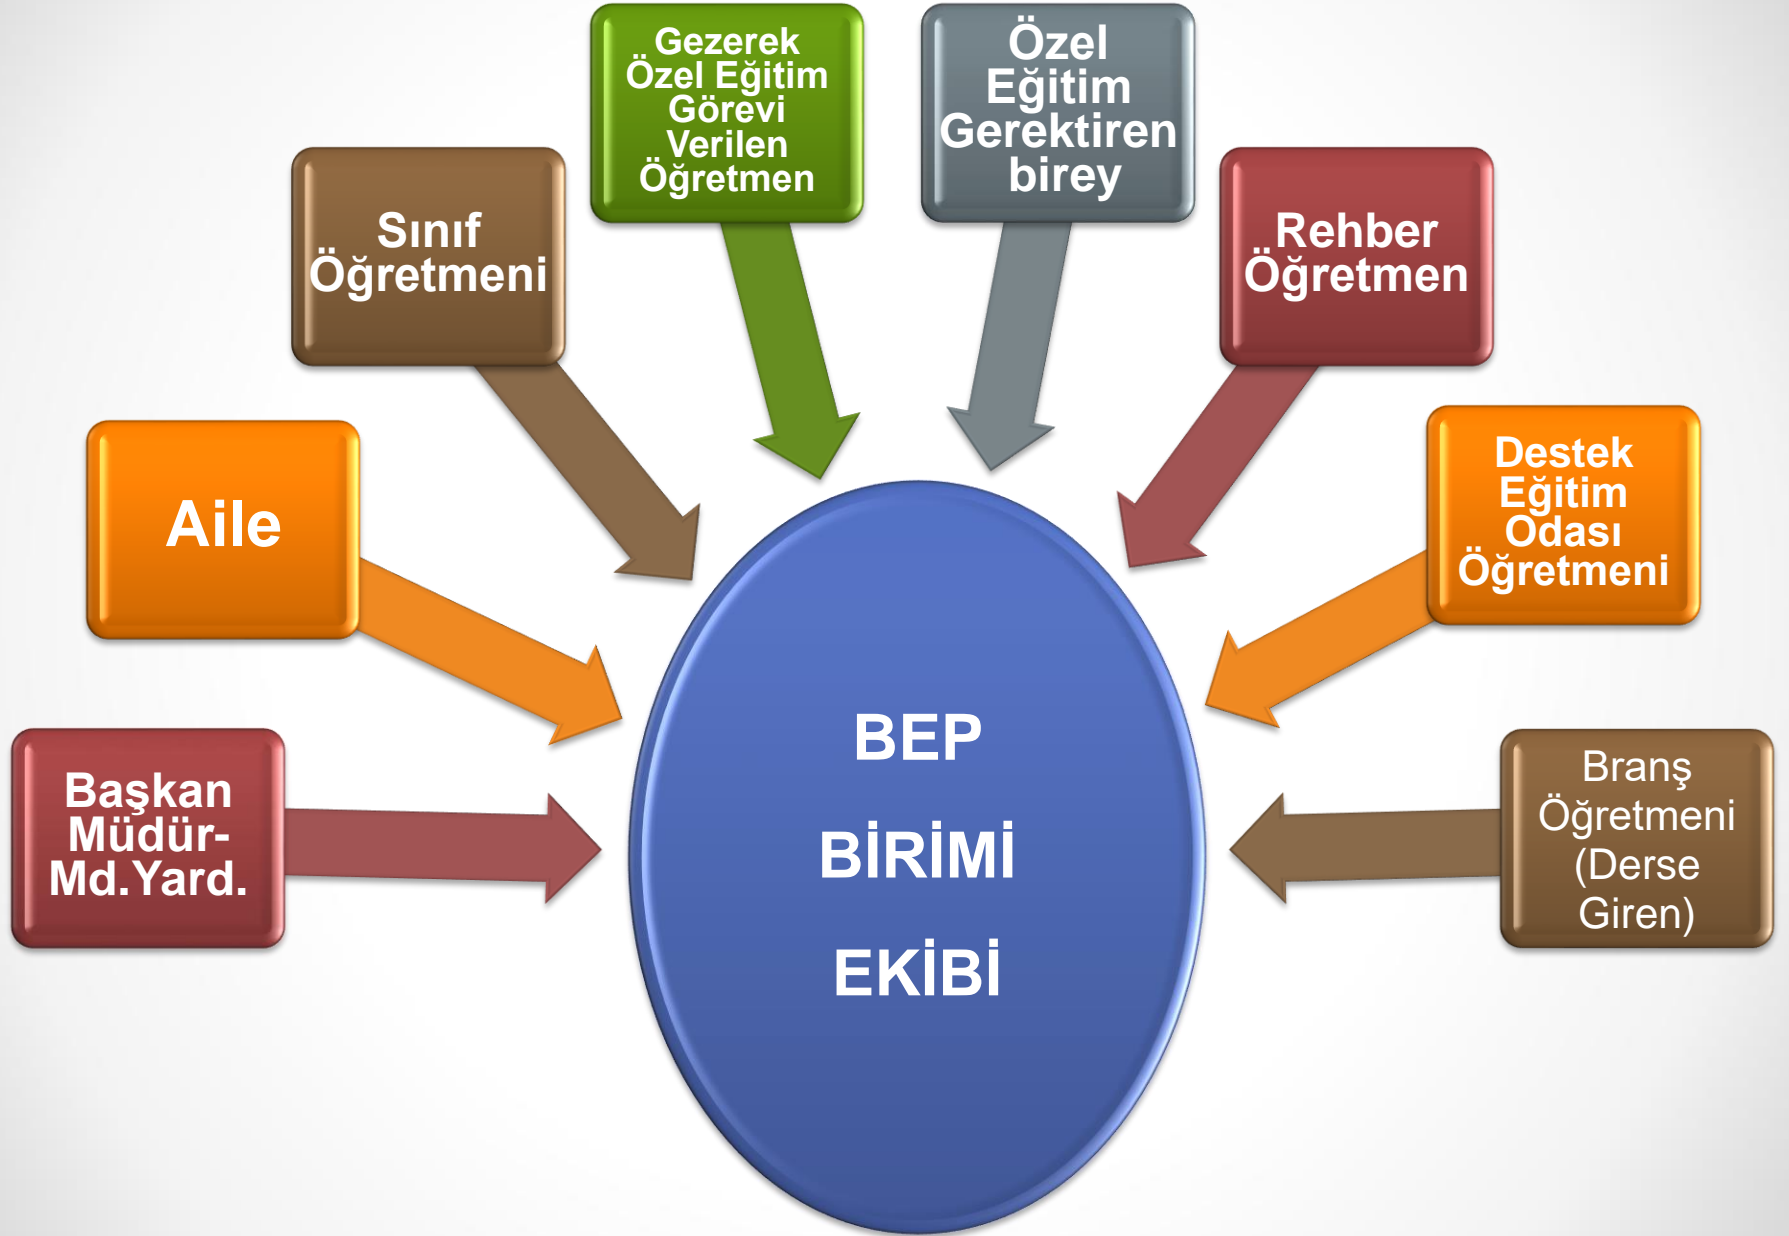 Gezerek
Özel Eğitim
Görevi
Verilen
Öğretmen
Özel
Eğitim
Gerektiren
birey
Sınıf
Öğretmeni
Rehber
Öğretmen
Aile
Destek
Eğitim
Odası
Öğretmeni
Başkan
Müdür-
Md.Yard.
Branş
Öğretmeni
(Derse
Giren)
BEP
BİRİMİ
EKİBİ